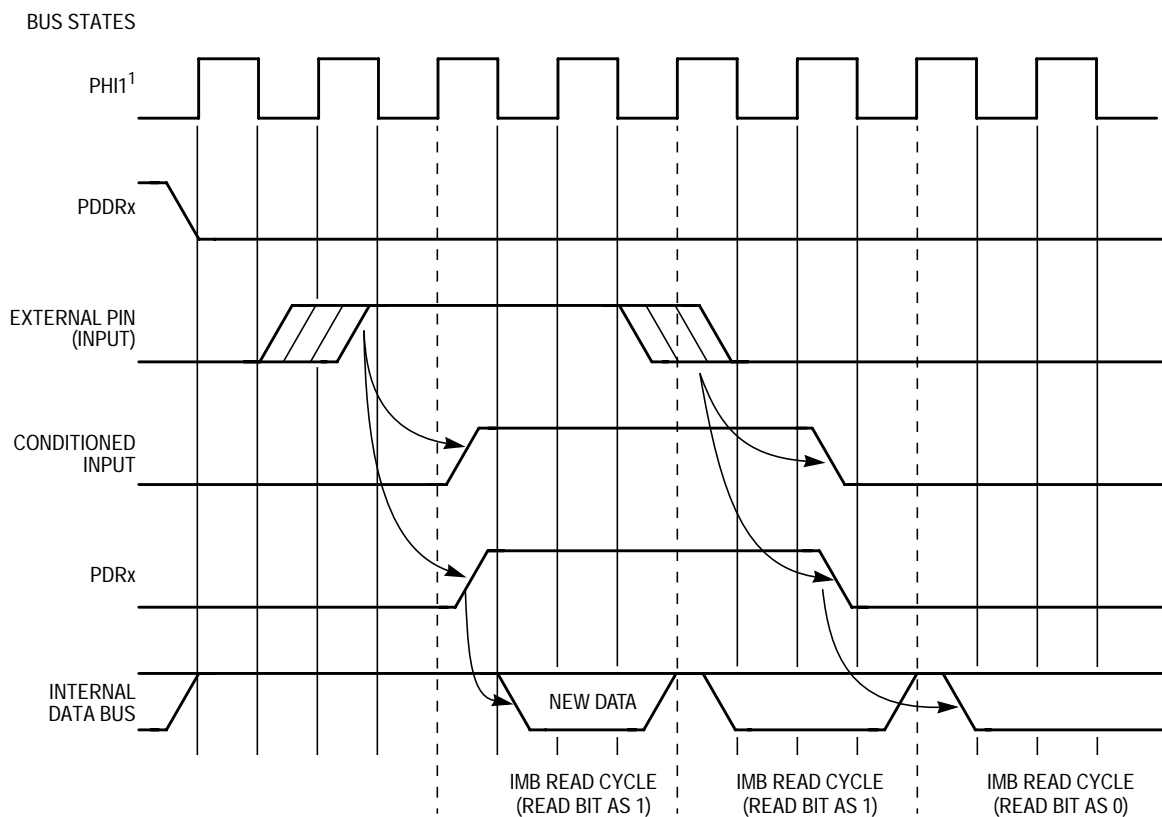 BUS STATES
PHI1¹
PDDRx
EXTERNAL PIN
(INPUT)
CONDITIONED
INPUT
PDRx
INTERNAL
DATA BUS
NEW DATA
IMB READ CYCLE
(READ BIT AS 1)
IMB READ CYCLE
(READ BIT AS 1)
IMB READ CYCLE
(READ BIT AS 0)